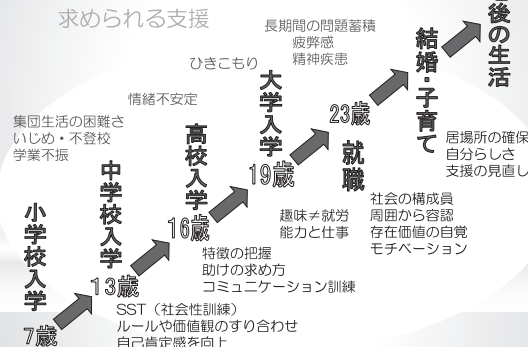 求められる支援
長期間の問題蓄積
疲弊感
精神疾患
ひきこもり
情緒不安定
集団生活の困難さ
いじめ・不登校
学業不振
小学校入学
7歳
中学校入学
13歳
高校入学
16歳
大学入学
19歳
就職
23歳
結婚・子育て
後の生活
居場所の確保
自分らしさ
支援の見直し
社会の構成員
周囲から容認
存在価値の自覚
モチベーション
趣味≠就労
能力と仕事
特徴の把握
助けの求め方
コミュニケーション訓練
SST（社会性訓練）
ルールや価値観のすり合わせ
自己肯定感を向上